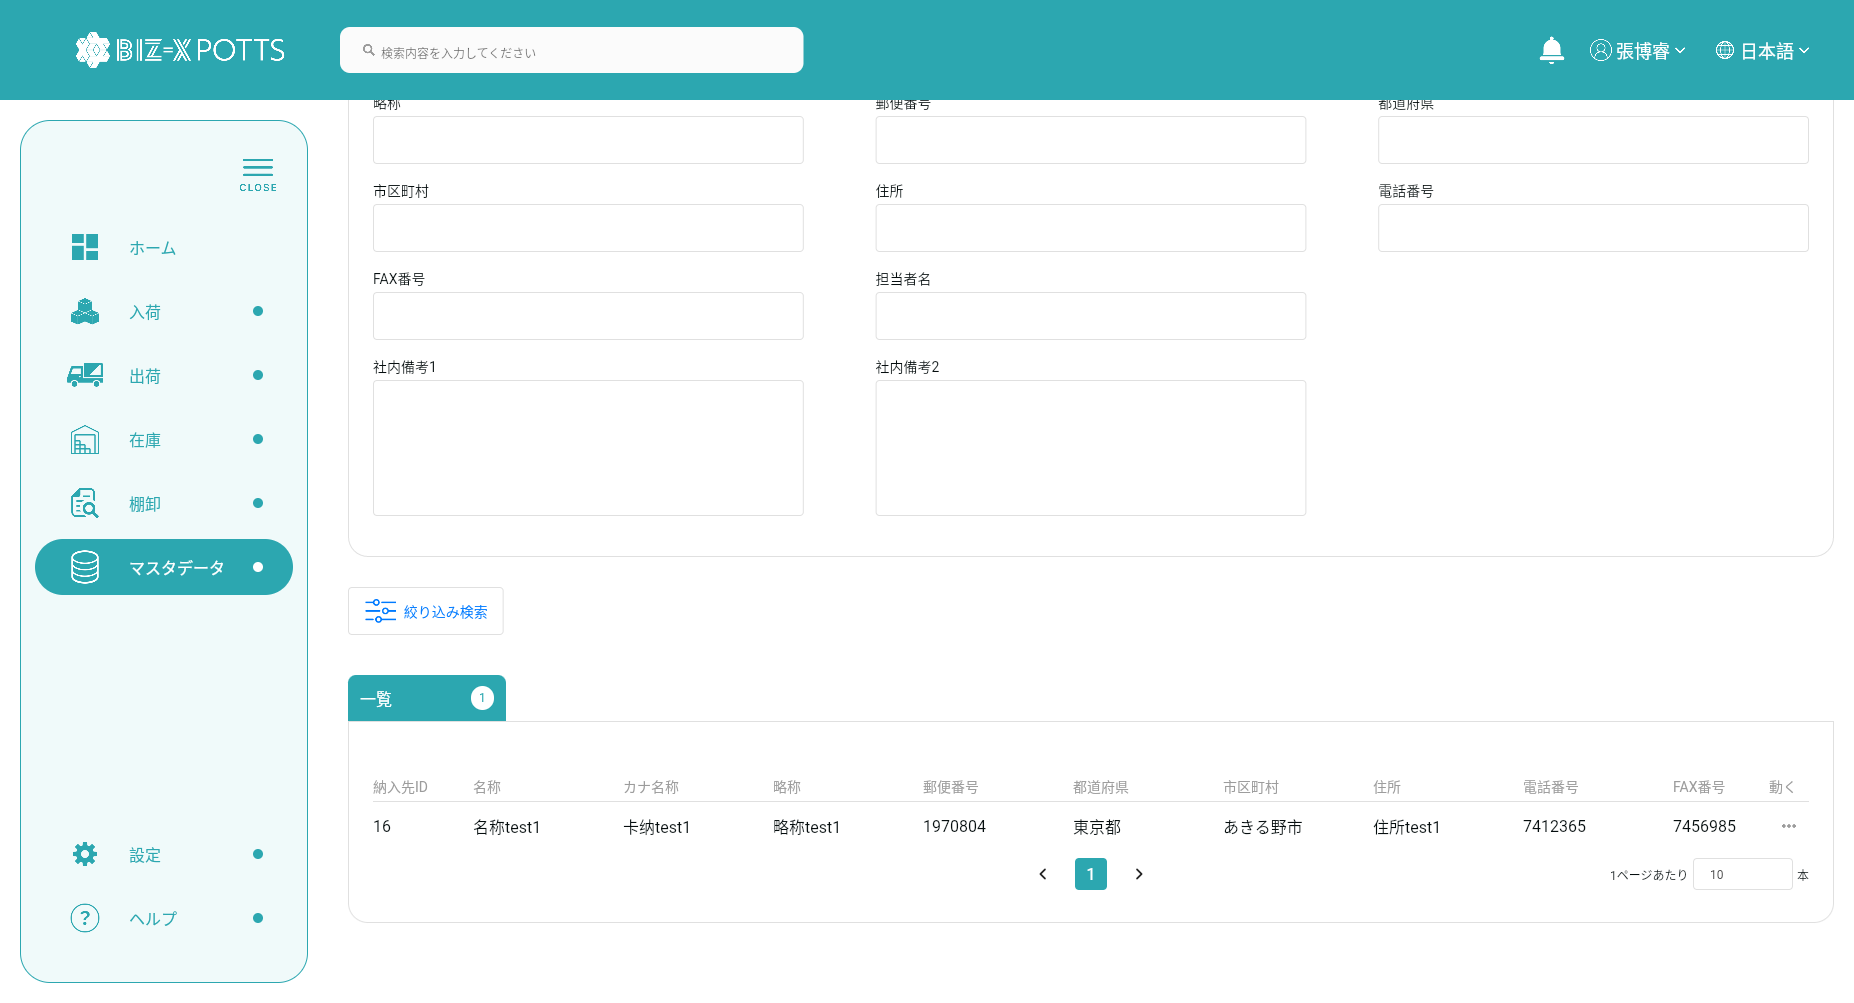 BIZ=X POTTS
検索内容を入力してください
張博睿
日本語
略称
郵便番号
都道府県
CLOSE
市区町村
住所
電話番号
ホーム
FAX番号
担当者名
入荷
社内備考1
社内備考2
出荷
在庫
棚卸
マスタデータ
絞り込み検索
一覧
1
納入先ID
名称
カナ名称
略称
郵便番号
都道府県
市区町村
住所
電話番号
FAX番号
動く
16
名称test1
卡纳test1
略称test1
1970804
東京都
あきる野市
住所test1
7412365
7456985
設定
1
1ページあたり
10
本
ヘルプ